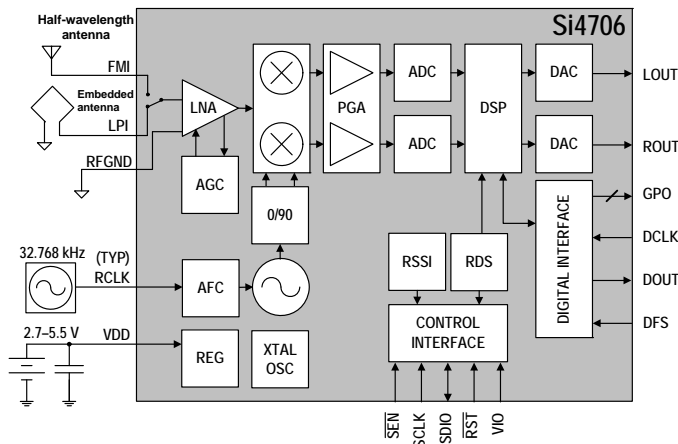 Half-wavelength
antenna
Si4706
FMI
Embedded
antenna
LPI
RFGND
LNA
AGC
PGA
ADC
ADC
DSP
DAC
DAC
LOUT
ROUT
GPO
DCLK
DOUT
DFS
DIGITAL INTERFACE
0/90
32.768 kHz
(TYP)
RCLK
AFC
RSSI
RDS
CONTROL
INTERFACE
2.7–5.5 V
VDD
REG
XTAL
OSC
SEN
SCLK
SDIO
RST
VIO